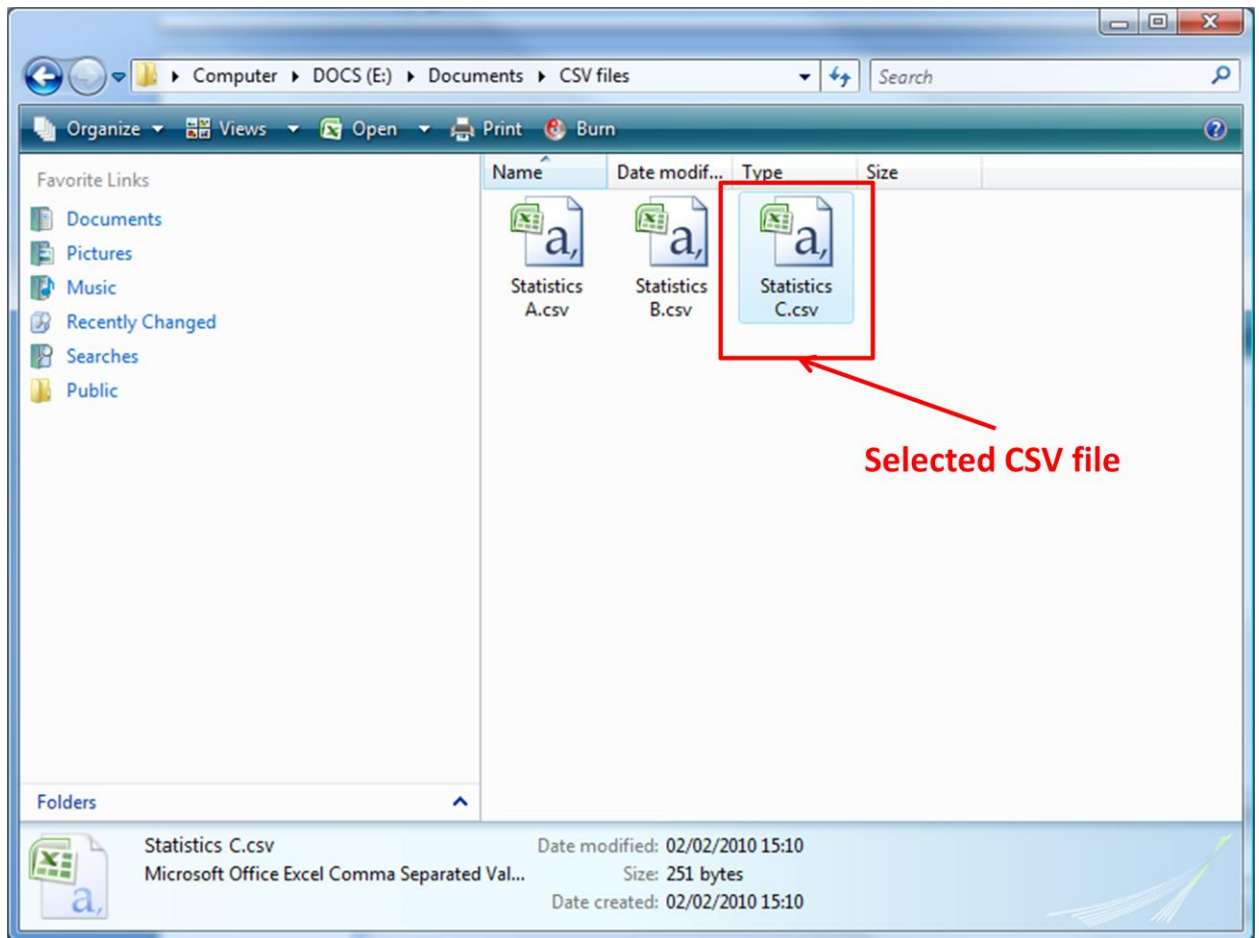 Computer ▸ DOCS (E:) ▸ Documents ▸ CSV files
Search
Organize Views Open Print Burn
Favorite Links
Documents
Pictures
Music
Recently Changed
Searches
Public
Folders
Name Date modif... Type Size
Statistics
A.csv
Statistics
B.csv
Statistics
C.csv
Selected CSV file
Statistics C.csv
Microsoft Office Excel Comma Separated Val...
Date modified: 02/02/2010 15:10
Size: 251 bytes
Date created: 02/02/2010 15:10